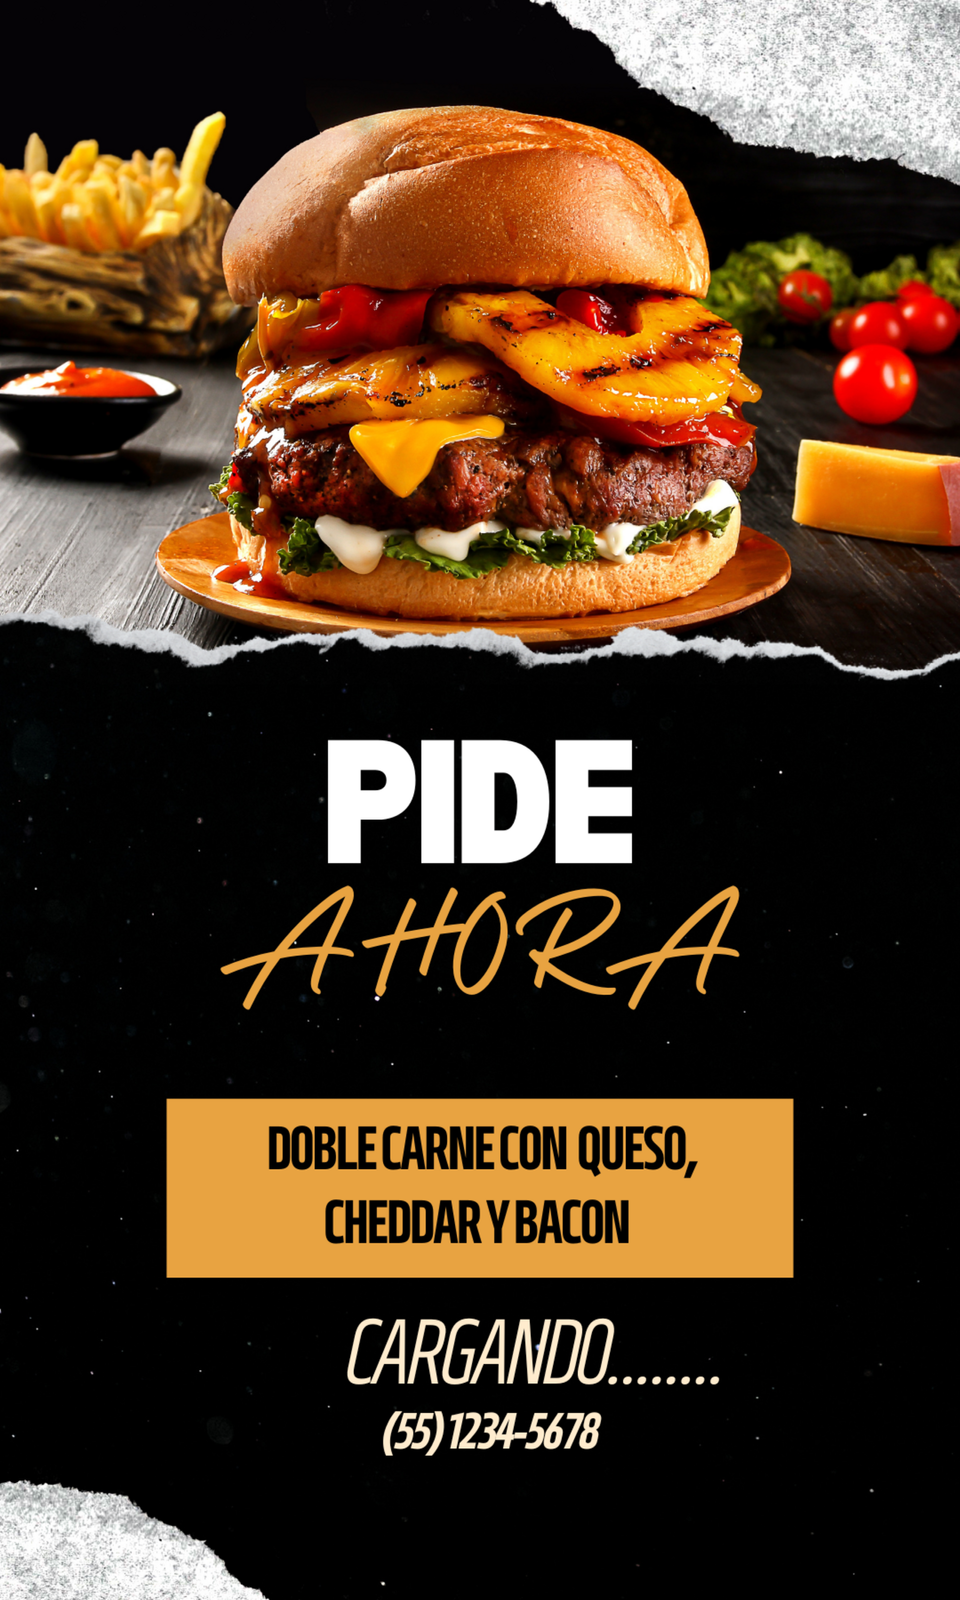 PIDE
AHORA
DOBLE CARNE CON QUESO,
CHEDDAR Y BACON
CARGANDO........
(55) 1234-5678